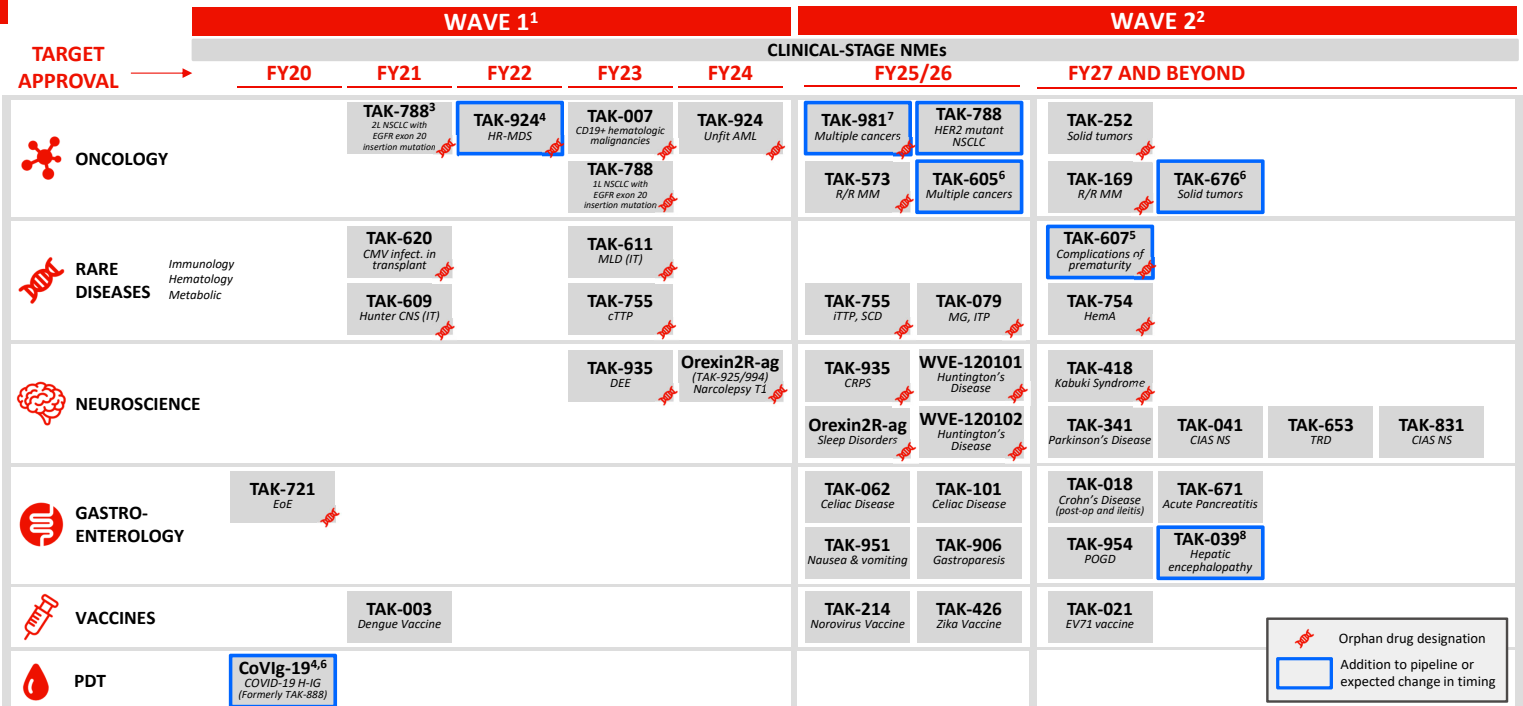 WAVE 1¹
WAVE 2²
CLINICAL-STAGE NMEs
TARGET
APPROVAL
FY20
FY21
FY22
FY23
FY24
FY25/26
FY27 AND BEYOND
ONCOLOGY
TAK-788³
2L NSCLC with
EGFR exon 20
insertion mutation
TAK-924⁴
HR-MDS
TAK-007
CD19+ hematologic
malignancies
TAK-924
Unfit AML
TAK-981⁷
Multiple cancers
TAK-788
HER2 mutant
NSCLC
TAK-252
Solid tumors
TAK-788
1L NSCLC with
EGFR exon 20
insertion mutation
TAK-573
R/R MM
TAK-605⁶
Multiple cancers
TAK-169
R/R MM
TAK-676⁶
Solid tumors
RARE
DISEASES
Immunology
Hematology
Metabolic
TAK-620
CMV infect. in
transplant
TAK-611
MLD (IT)
TAK-607⁵
Complications of
prematurity
TAK-609
Hunter CNS (IT)
TAK-755
cTTP
TAK-755
iTTP, SCD
TAK-079
MG, ITP
TAK-754
HemA
NEUROSCIENCE
TAK-935
DEE
Orexin2R-ag
(TAK-925/994)
Narcolepsy T1
TAK-935
CRPS
WVE-120101
Huntington's
Disease
TAK-418
Kabuki Syndrome
Orexin2R-ag
Sleep Disorders
WVE-120102
Huntington's
Disease
TAK-341
Parkinson's Disease
TAK-041
CIAS NS
TAK-653
TRD
TAK-831
CIAS NS
GASTRO-
ENTEROLOGY
TAK-721
EoE
TAK-062
Celiac Disease
TAK-101
Celiac Disease
TAK-018
Crohn's Disease
(post-op and ileitis)
TAK-671
Acute Pancreatitis
TAK-951
Nausea & vomiting
TAK-906
Gastroparesis
TAK-954
POGD
TAK-039⁸
Hepatic
encephalopathy
VACCINES
TAK-003
Dengue Vaccine
TAK-214
Norovirus Vaccine
TAK-426
Zika Vaccine
TAK-021
EV71 vaccine
PDT
CoVIg-19⁴,⁶
COVID-19 H-IG
(Formerly TAK-888)
Orphan drug designation
Addition to pipeline or
expected change in timing